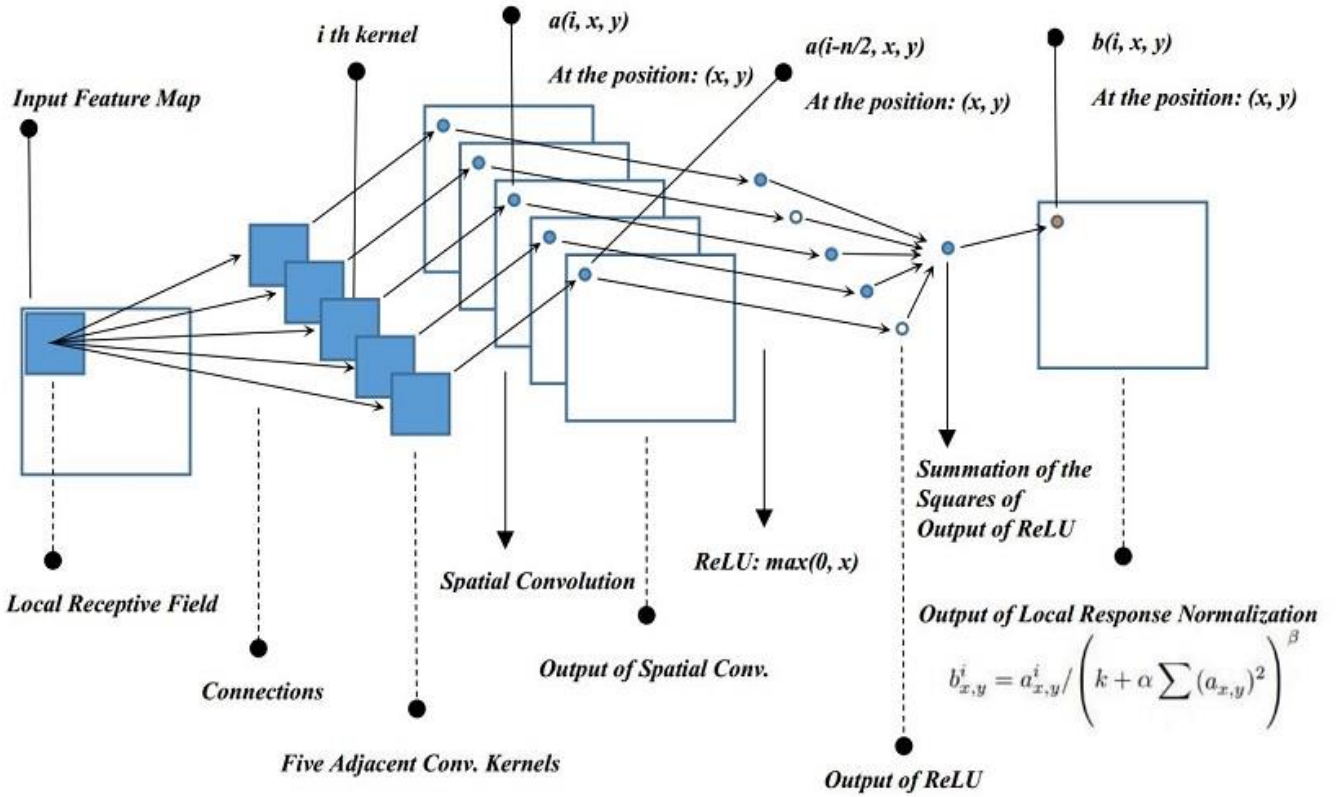 a(i, x, y)
At the position: (x, y)
i th kernel
a(i-n/2, x, y)
At the position: (x, y)
b(i, x, y)
At the position: (x, y)
Input Feature Map
Summation of the
Squares of
Output of ReLU
ReLU: max(0, x)
Spatial Convolution
Local Receptive Field
Output of Local Response Normalization
b^i_{x,y} = a^i_{x,y} / (k + α ∑ (a_{x,y})^2)^β
Output of Spatial Conv.
Connections
Five Adjacent Conv. Kernels
Output of ReLU